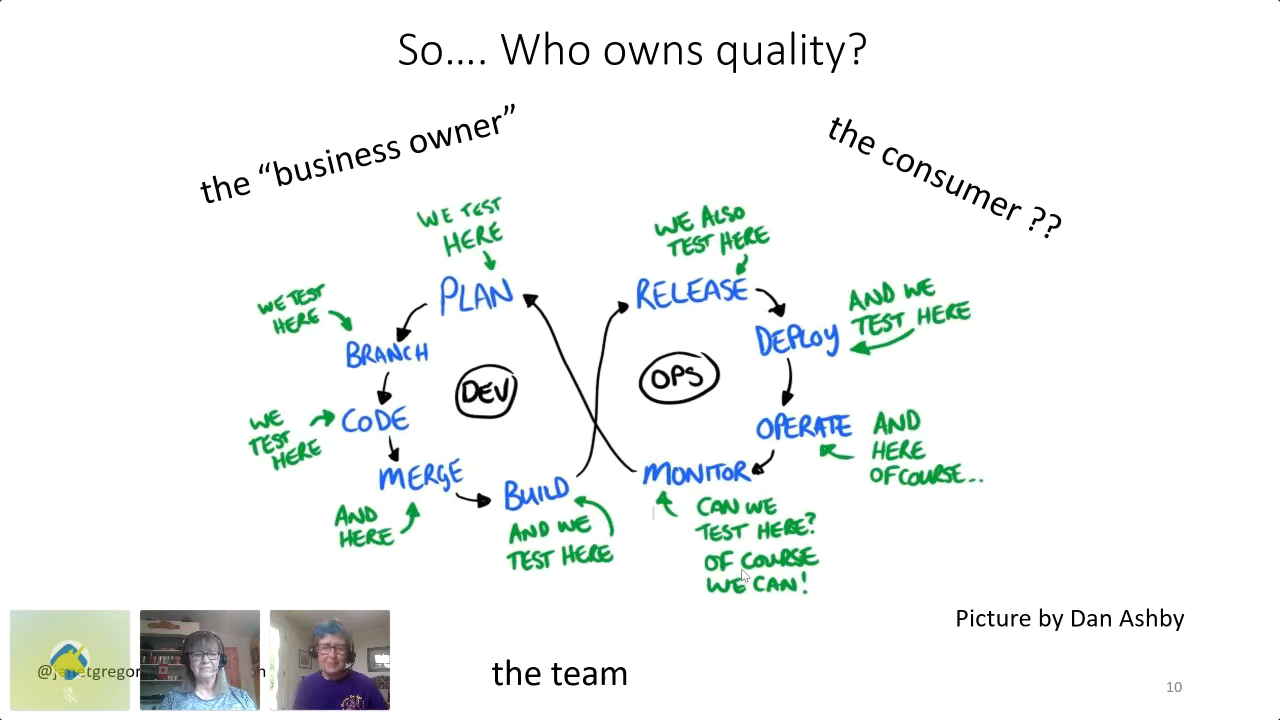 So.... Who owns quality?
the “business owner”
the consumer ??
WE TEST
HERE
WE ALSO
TEST HERE
WE TEST
HERE
PLAN
RELEASE
AND WE
TEST HERE
BRANCH
DEPLOY
DEV
OPS
WE
TEST
HERE
CODE
OPERATE
AND
HERE
OFCOURSE..
MERGE
MONITOR
AND
HERE
BUILD
AND WE
TEST HERE
CAN WE
TEST HERE?
OF COURSE
WE CAN!
Picture by Dan Ashby
the team
10